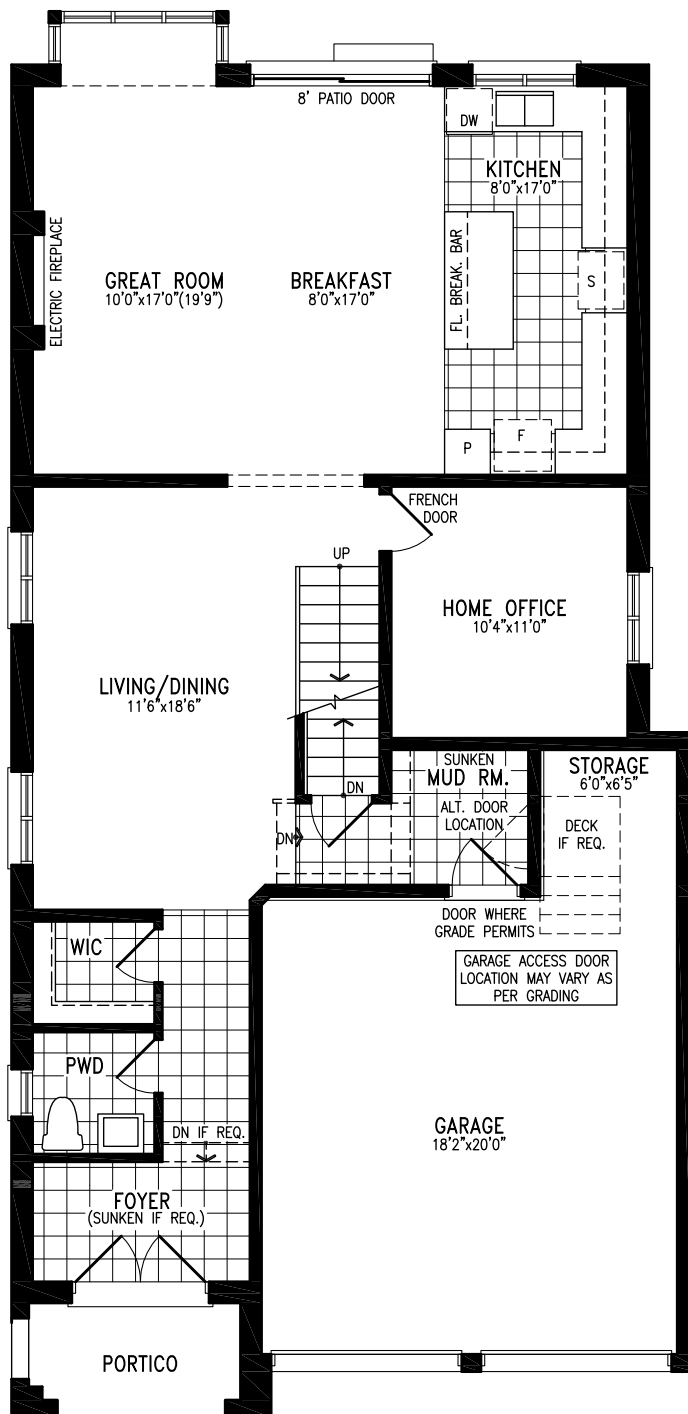 8' PATIO DOOR
DW
KITCHEN
8'0"x17'0"
ELECTRIC FIREPLACE
GREAT ROOM
10'0"x17'0"(19'9")
BREAKFAST
8'0"x17'0"
FL. BREAK. BAR
S
P
F
FRENCH
DOOR
UP
HOME OFFICE
10'4"x11'0"
LIVING/DINING
11'6"x18'6"
DN
SUNKEN
MUD RM.
ALT. DOOR
LOCATION
STORAGE
6'0"x6'5"
DECK
IF REQ.
DN
DOOR WHERE
GRADE PERMITS
GARAGE ACCESS DOOR
LOCATION MAY VARY AS
PER GRADING
WIC
PWD
GARAGE
18'2"x20'0"
DN IF REQ.
FOYER
(SUNKEN IF REQ.)
PORTICO